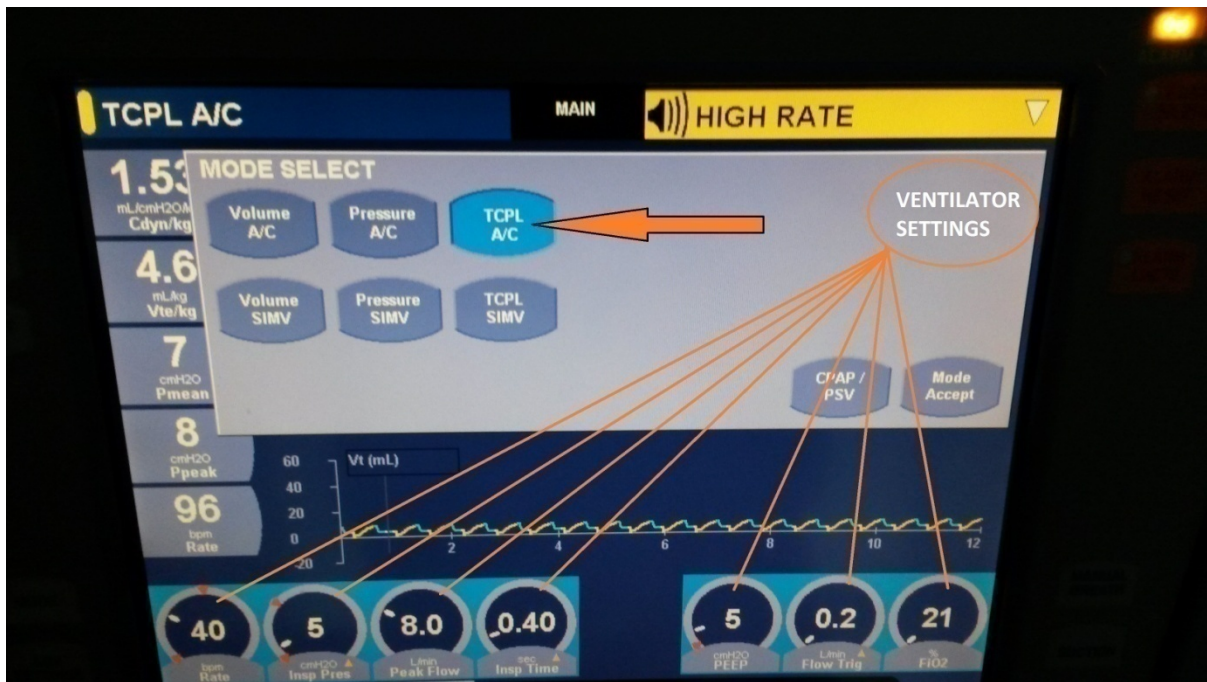 TCPL A/C
MAIN
HIGH RATE
MODE SELECT
1.53
mL/cmH2O/
Cdyn/kg
Volume
A/C
Pressure
A/C
TCPL
A/C
VENTILATOR
SETTINGS
4.6
mL/kg
Vte/kg
Volume
SIMV
Pressure
SIMV
TCPL
SIMV
7
cmH2O
Pmean
CPAP /
PSV
Mode
Accept
8
cmH2O
Ppeak
96
bpm
Rate
Vt (mL)
60
40
20
0
-20
2 4 6 8 10 12
40
bpm
Rate
5
cmH2O
Insp Pres
8.0
L/min
Peak Flow
0.40
sec
Insp Time
5
cmH2O
PEEP
0.2
L/min
Flow Trig
21
%
FiO2